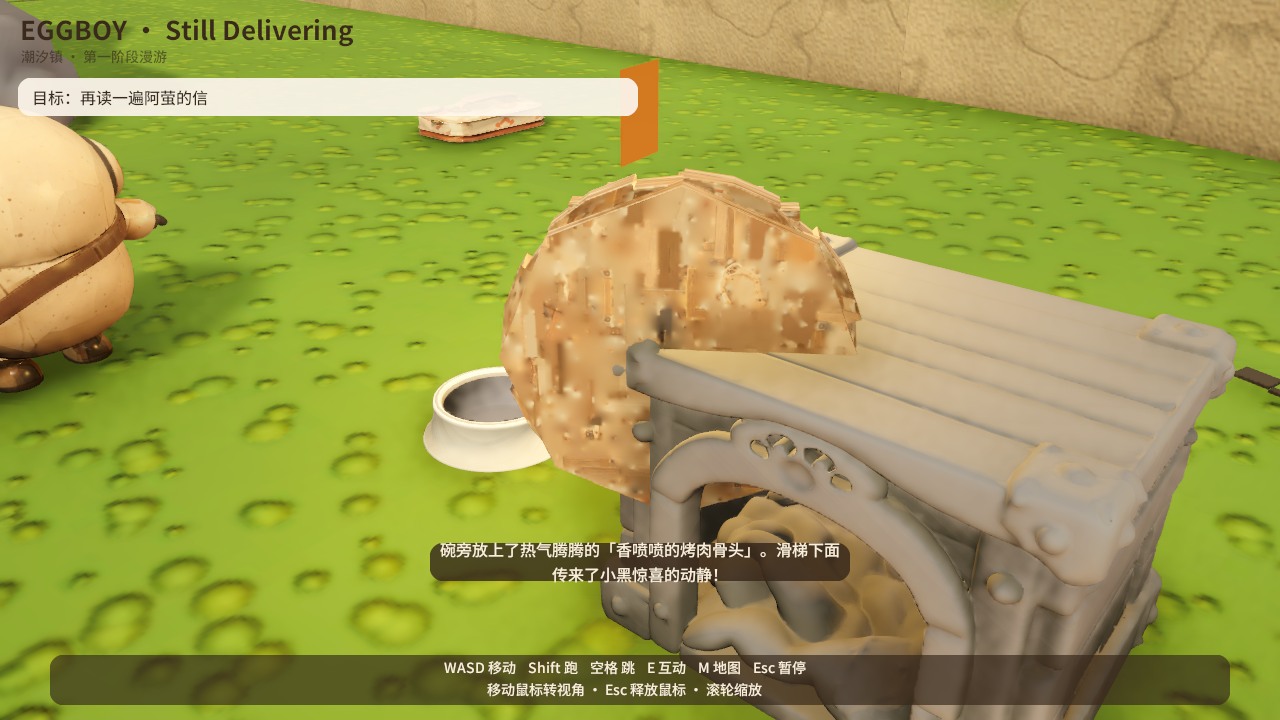 EGGBOY · Still Delivering
潮汐镇 · 第一阶段漫游
目标：再读一遍阿萤的信
碗旁放上了热气腾腾的「香喷喷的烤肉骨头」。滑梯下面
传来了小黑惊喜的动静！
WASD 移动 Shift 跑 空格 跳 E 互动 M 地图 Esc 暂停
移动鼠标转视角 · Esc 释放鼠标 · 滚轮缩放